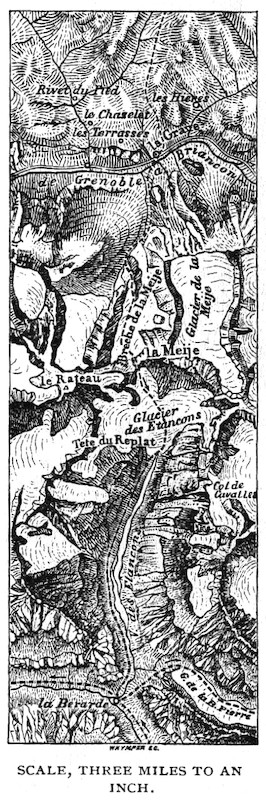 Rivet du Pied
les Hieres
le Chazelet
les Terrasses
la Grave
de Grenoble à Briançon
Brèche de la Meije
Glacier de la Meije
la Meije
le Rateau
Glacier des Etançons
Tete du Replat
Col de Cavalles
des Etançons
la Berarde
G. de la
WHYMPER SC.
SCALE, THREE MILES TO AN
INCH.